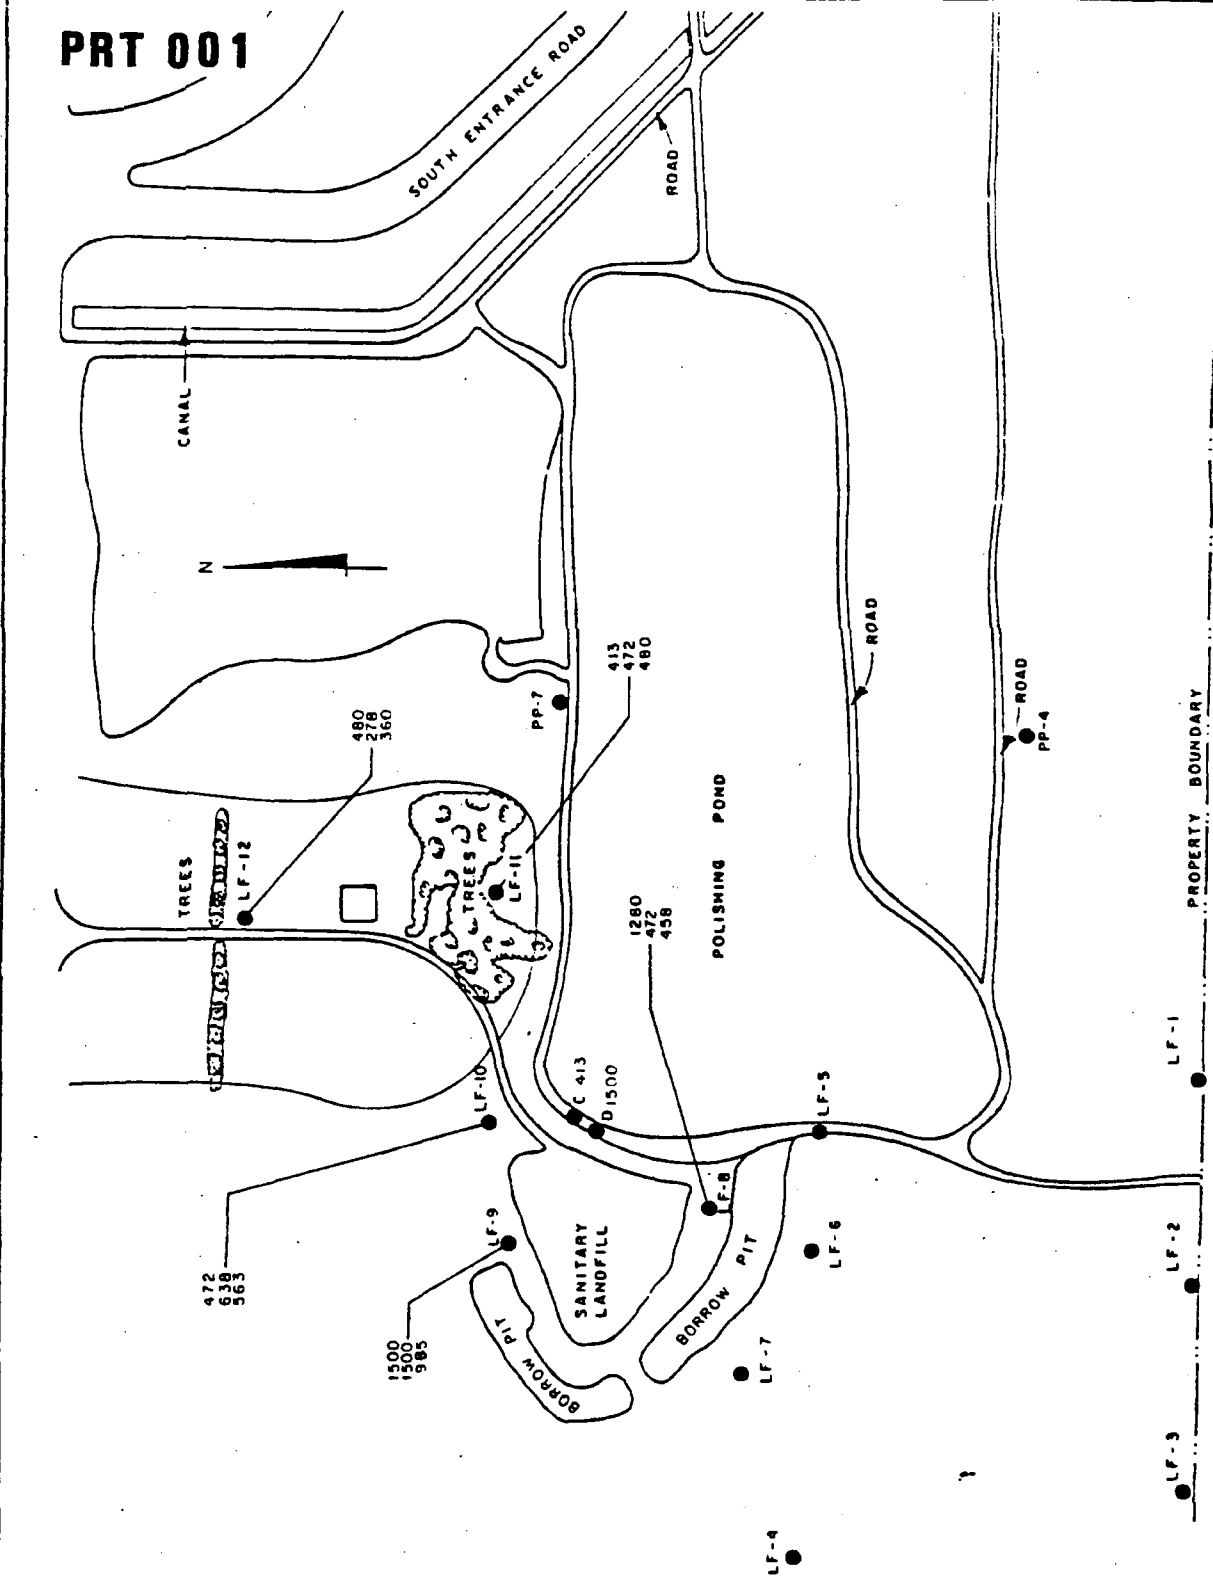 PRT 001
SOUTH ENTRANCE ROAD
ROAD
CANAL
N
480
278
360
413
472
480
PP-7
ROAD
ROAD
PP-4
TREES
LF-12
TREES
LF-11
1280
472
458
POLISHING POND
PROPERTY BOUNDARY
LF-10
C 413
D 1500
LF-5
LF-1
472
638
563
LF-9
LF-8
SANITARY
LANDFILL
BORROW PIT
LF-6
LF-2
1500
1500
985
BORROW PIT
LF-7
LF-3
LF-4